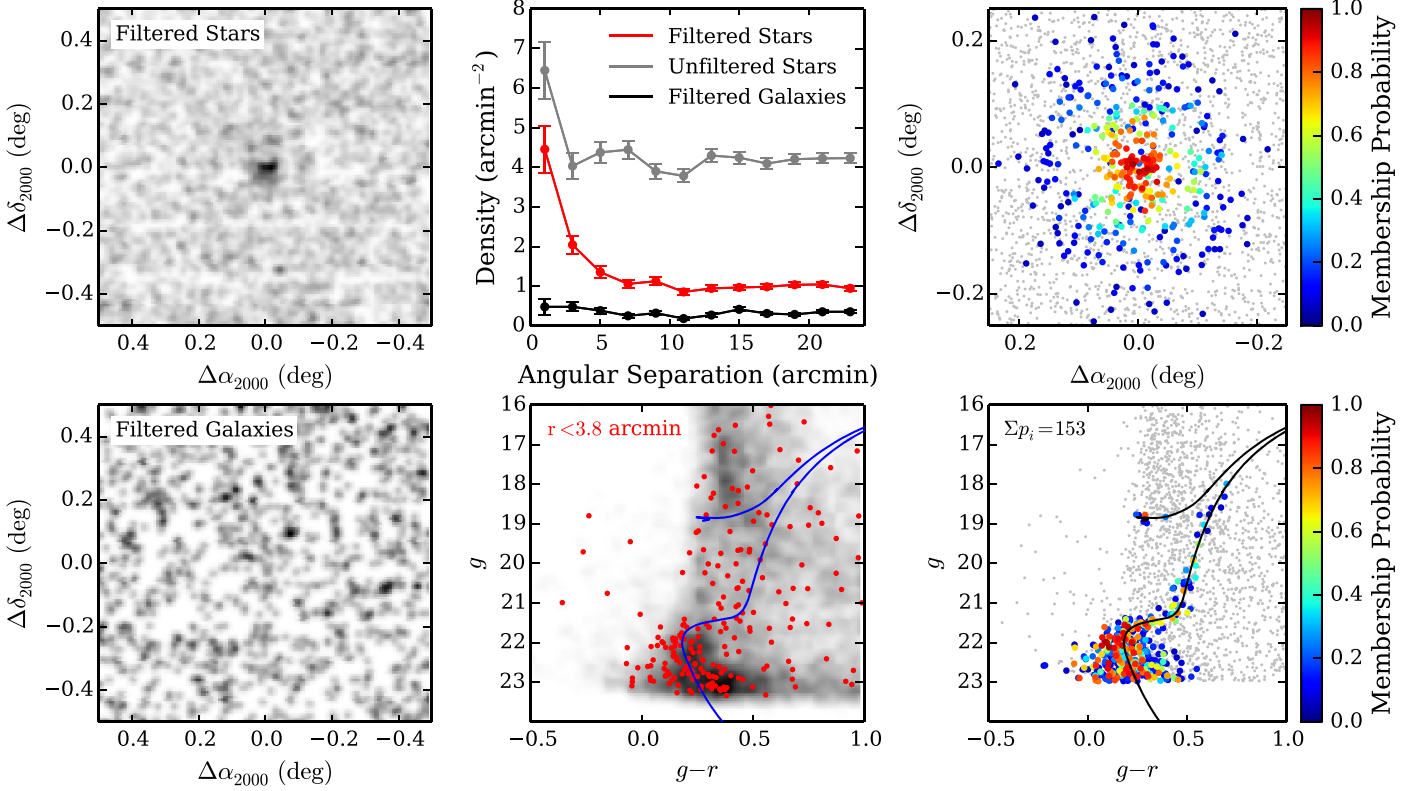 Filtered Stars
0.4
0.2
0.0
−0.2
−0.4
Δδ2000 (deg)
0.4 0.2 0.0 −0.2 −0.4
Δα2000 (deg)
8
7
6
5
4
3
2
1
0
Density (arcmin−2)
Filtered Stars
Unfiltered Stars
Filtered Galaxies
0 5 10 15 20
Angular Separation (arcmin)
0.2
0.0
−0.2
Δδ2000 (deg)
0.2 0.0 −0.2
Δα2000 (deg)
1.0
0.8
0.6
0.4
0.2
0.0
Membership Probability
Filtered Galaxies
0.4
0.2
0.0
−0.2
−0.4
Δδ2000 (deg)
0.4 0.2 0.0 −0.2 −0.4
Δα2000 (deg)
r <3.8 arcmin
16
17
18
19
20
21
22
23
g
−0.5 0.0 0.5 1.0
g−r
Σpi=153
16
17
18
19
20
21
22
23
g
−0.5 0.0 0.5 1.0
g−r
1.0
0.8
0.6
0.4
0.2
0.0
Membership Probability